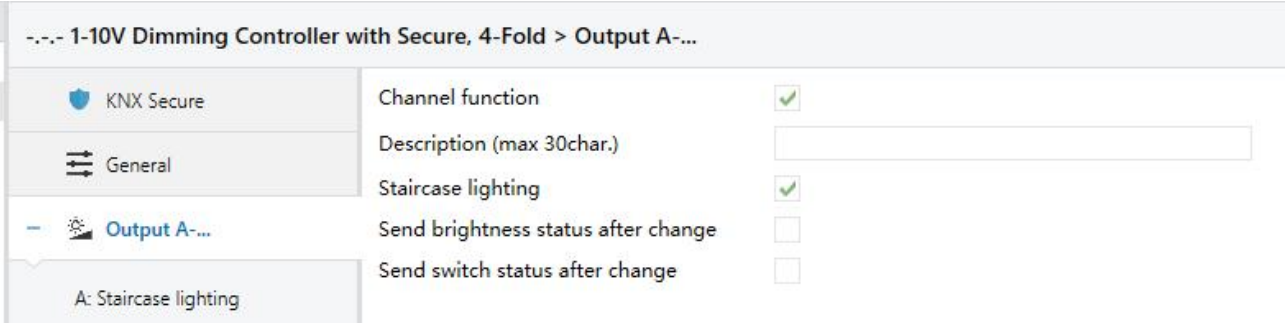 -.-.- 1-10V Dimming Controller with Secure, 4-Fold > Output A-...
KNX Secure
General
Output A-...
A: Staircase lighting
Channel function
Description (max 30char.)
Staircase lighting
Send brightness status after change
Send switch status after change